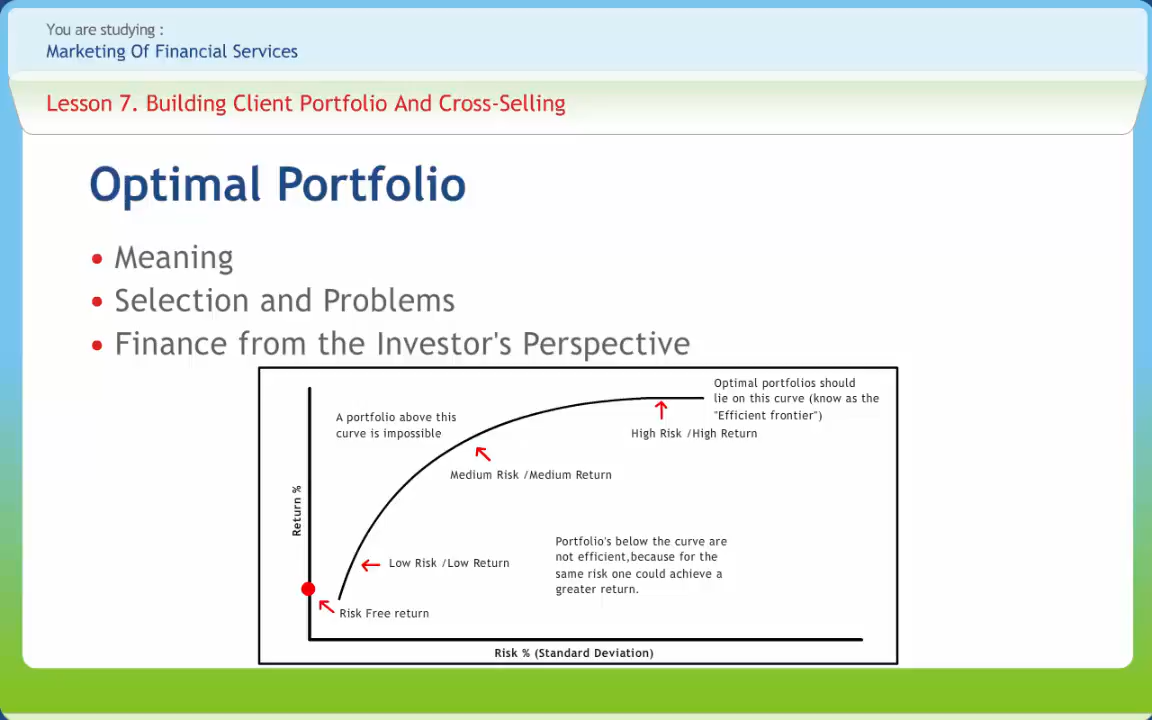 You are studying :
Marketing Of Financial Services
Lesson 7. Building Client Portfolio And Cross-Selling
Optimal Portfolio
• Meaning
• Selection and Problems
• Finance from the Investor's Perspective
Optimal portfolios should
lie on this curve (know as the
"Efficient frontier")
A portfolio above this
curve is impossible
High Risk /High Return
Medium Risk /Medium Return
Return %
Portfolio's below the curve are
not efficient,because for the
same risk one could achieve a
greater return.
Low Risk /Low Return
Risk Free return
Risk % (Standard Deviation)